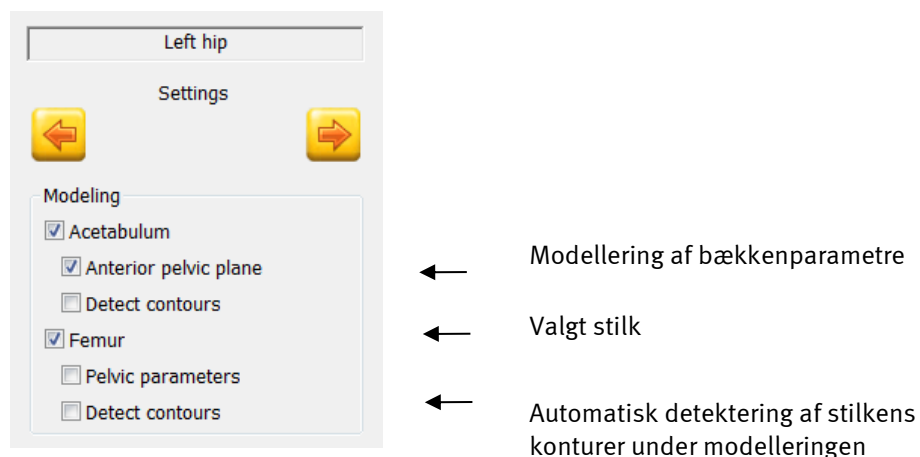 Left hip
Settings
Modeling
Acetabulum
Anterior pelvic plane
Detect contours
Femur
Pelvic parameters
Detect contours
Modellering af bækkenparametre
Valgt stilk
Automatisk detektering af stilkens
konturer under modelleringen